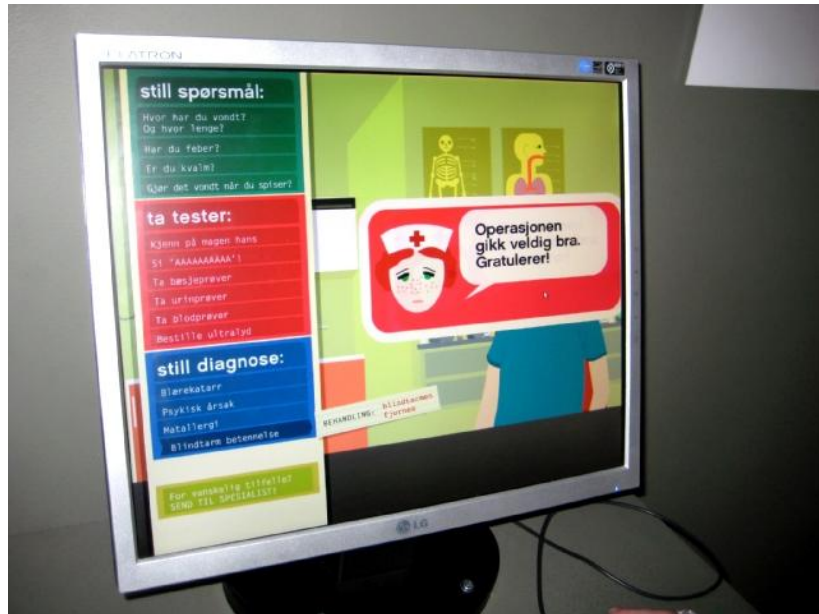 FLATRON
still spørsmål:
Hvor har du vondt?
Og hvor lenge?
Har du feber?
Er du kvalm?
Gjør det vondt når du spiser?
ta tester:
Kjenn på magen hans
Si "AAAAAAAAAA"!
Ta bæsjeprøver
Ta urinprøver
Ta blodprøver
Bestille ultralyd
still diagnose:
Blærekatarr
Psykisk årsak
Matallergi
Blindtarm betennelse
For vanskelig tilfelle?
SEND TIL SPESIALIST!
Operasjonen
gikk veldig bra.
Gratulerer!
BEHANDLING: blindtarmen
fjernes
LG